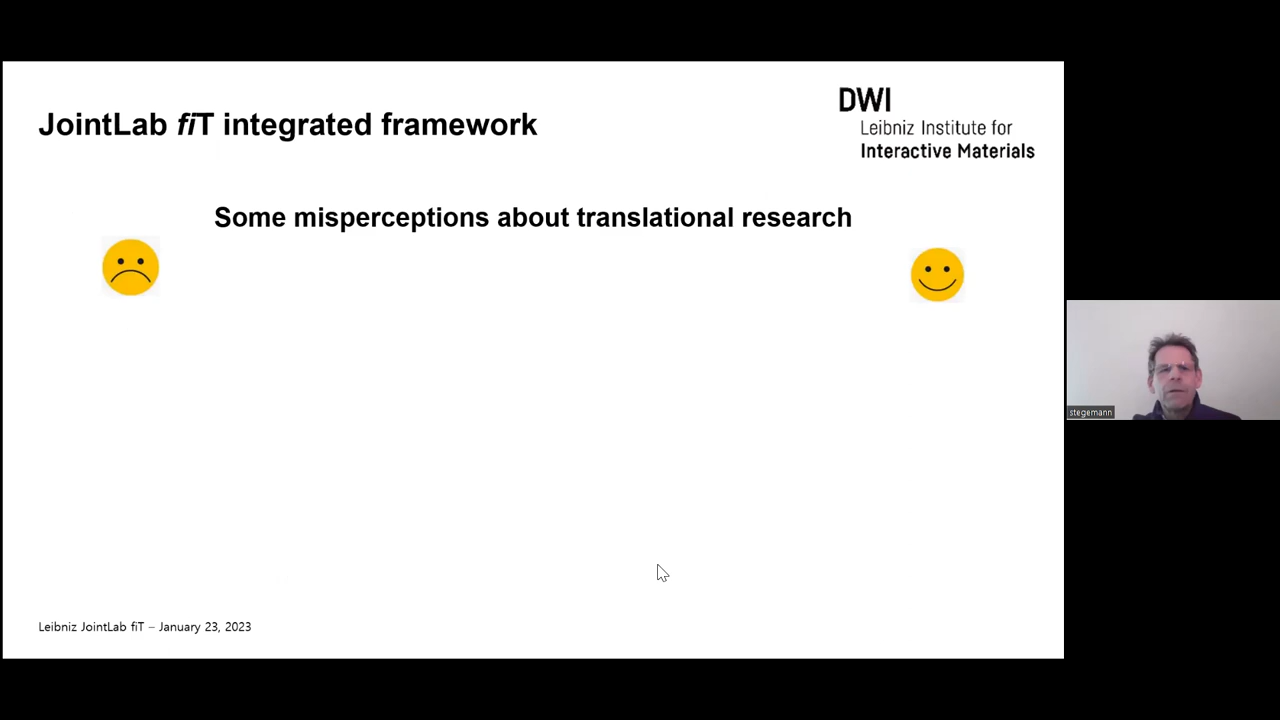 JointLab fiT integrated framework
DWI
Leibniz Institute for
Interactive Materials
Some misperceptions about translational research
stegemann
Leibniz JointLab fiT – January 23, 2023